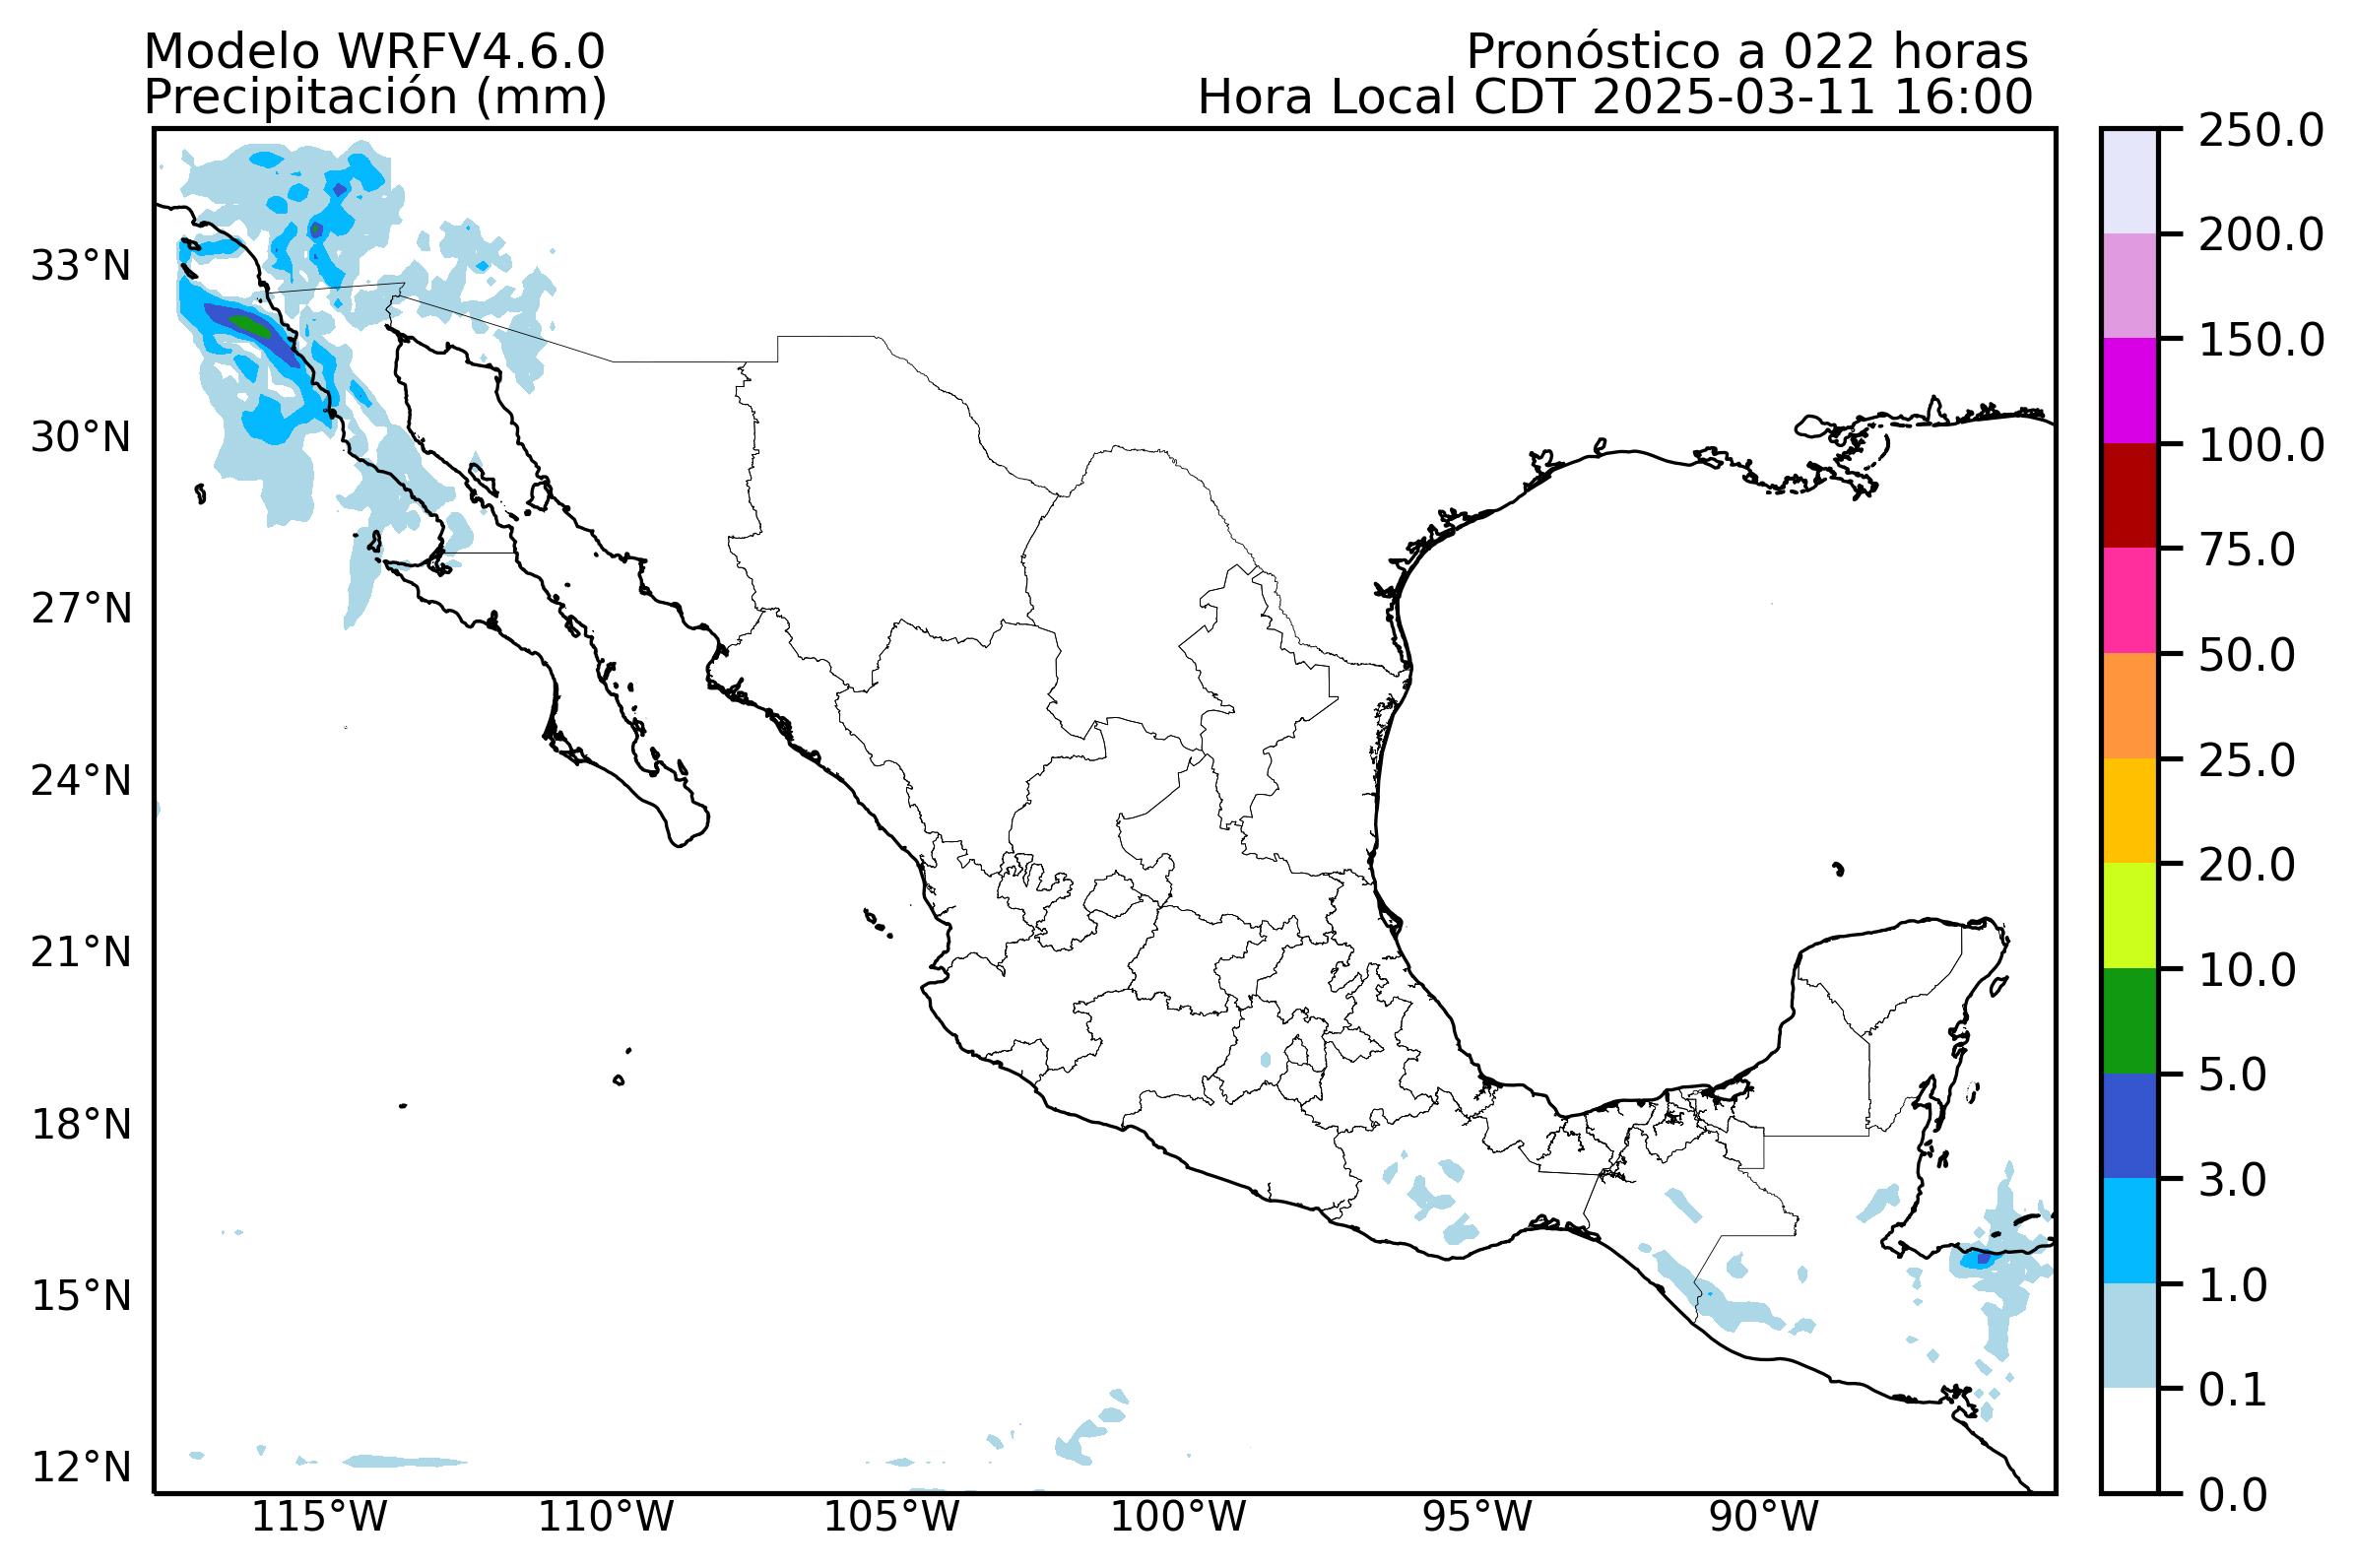 Modelo WRFV4.6.0
Precipitación (mm)
Pronóstico a 022 horas
Hora Local CDT 2025-03-11 16:00
33°N
30°N
27°N
24°N
21°N
18°N
15°N
12°N
115°W
110°W
105°W
100°W
95°W
90°W
250.0
200.0
150.0
100.0
75.0
50.0
25.0
20.0
10.0
5.0
3.0
1.0
0.1
0.0